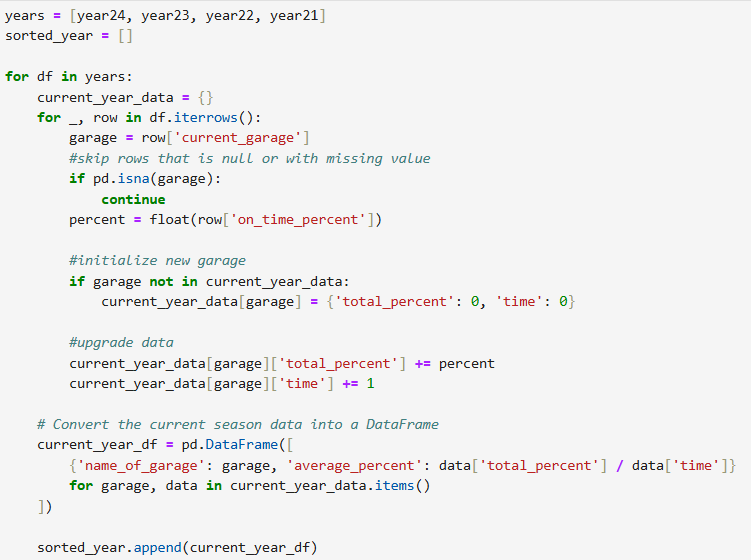 years = [year24, year23, year22, year21]
sorted_year = []

for df in years:
    current_year_data = {}
    for _, row in df.iterrows():
        garage = row['current_garage']
        #skip rows that is null or with missing value
        if pd.isna(garage):
            continue
        percent = float(row['on_time_percent'])

        #initialize new garage
        if garage not in current_year_data:
            current_year_data[garage] = {'total_percent': 0, 'time': 0}

        #upgrade data
        current_year_data[garage]['total_percent'] += percent
        current_year_data[garage]['time'] += 1

    # Convert the current season data into a DataFrame
    current_year_df = pd.DataFrame([
        {'name_of_garage': garage, 'average_percent': data['total_percent'] / data['time']}
        for garage, data in current_year_data.items()
    ])

    sorted_year.append(current_year_df)